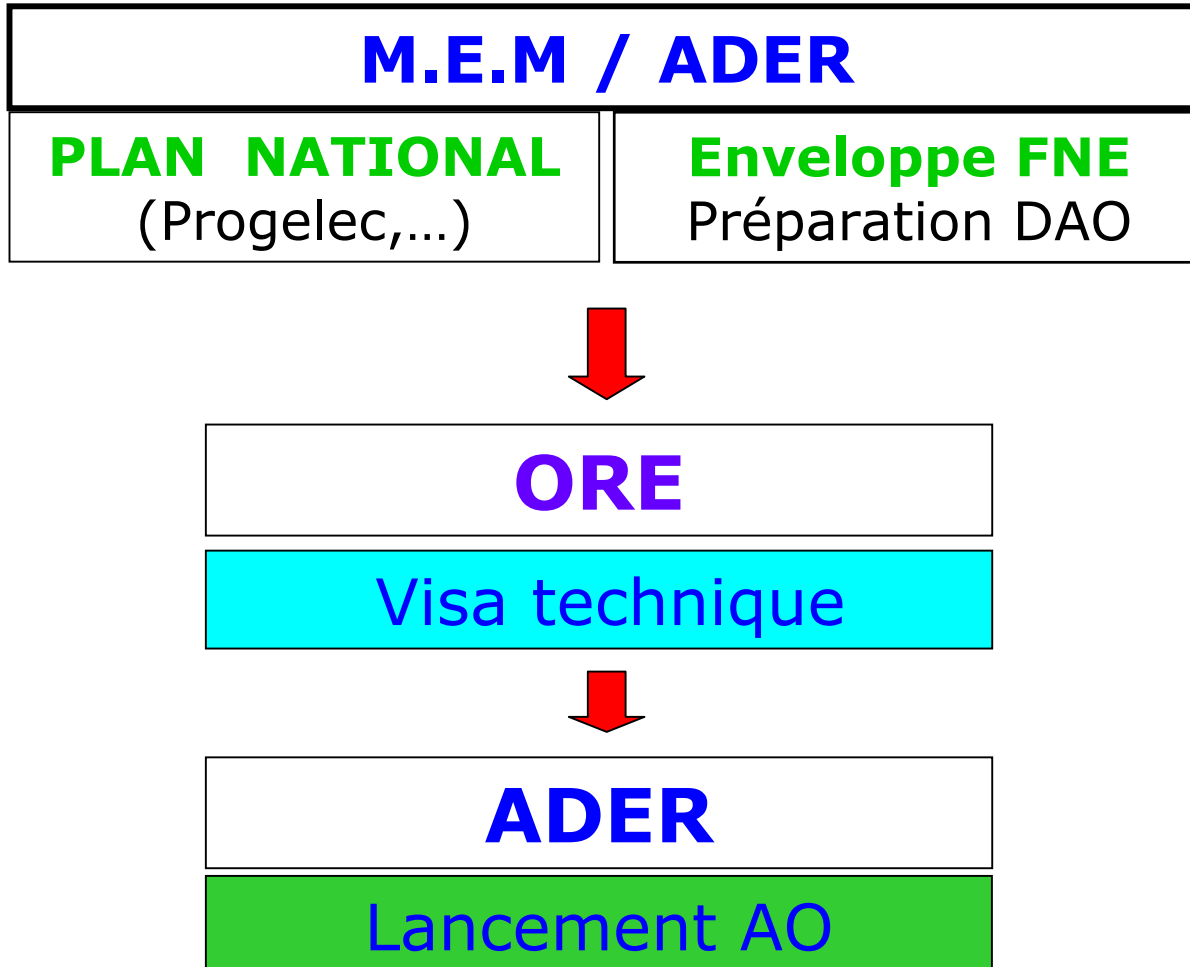 M.E.M / ADER
PLAN NATIONAL
(Progelec,…)
Enveloppe FNE
Préparation DAO
ORE
Visa technique
ADER
Lancement AO